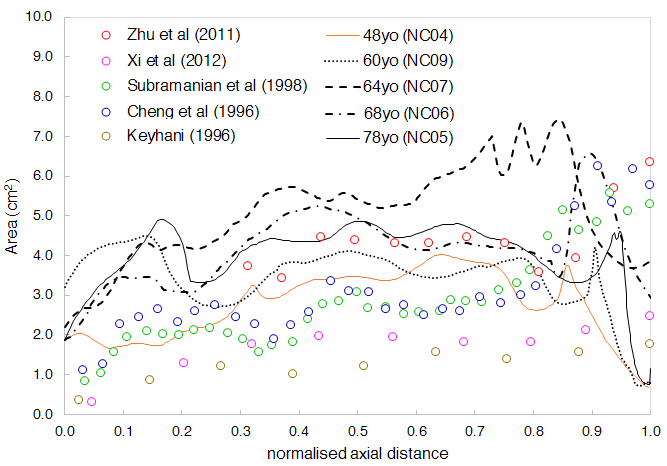 10.0
9.0
8.0
7.0
6.0
5.0
4.0
3.0
2.0
1.0
0.0
Area (cm2)
Zhu et al (2011)
Xi et al (2012)
Subramanian et al (1998)
Cheng et al (1996)
Keyhani (1996)
48yo (NC04)
60yo (NC09)
64yo (NC07)
68yo (NC06)
78yo (NC05)
0.0 0.1 0.2 0.3 0.4 0.5 0.6 0.7 0.8 0.9 1.0
normalised axial distance